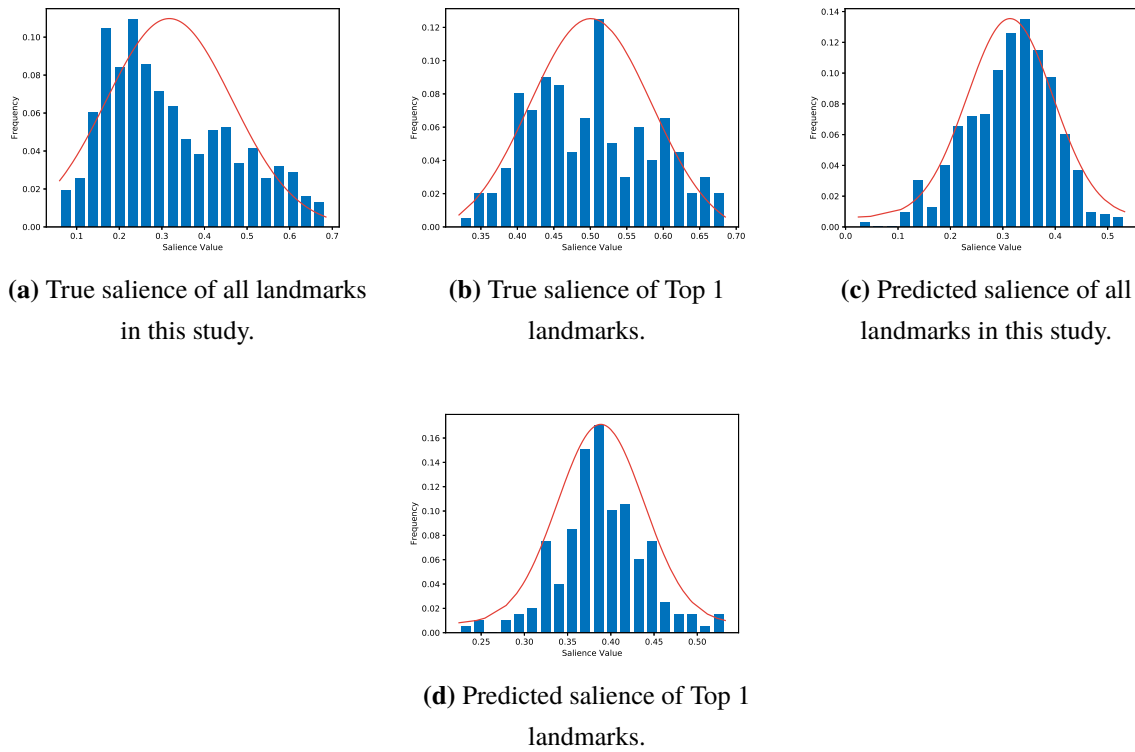 0.10
0.08
0.06
0.04
0.02
0.00
Frequency
0.1 0.2 0.3 0.4 0.5 0.6 0.7
Salience Value
(a) True salience of all landmarks
in this study.
0.12
0.10
0.08
0.06
0.04
0.02
0.00
Frequency
0.35 0.40 0.45 0.50 0.55 0.60 0.65 0.70
Salience Value
(b) True salience of Top 1
landmarks.
0.14
0.12
0.10
0.08
0.06
0.04
0.02
0.00
Frequency
0.0 0.1 0.2 0.3 0.4 0.5
Salience Value
(c) Predicted salience of all
landmarks in this study.
0.16
0.14
0.12
0.10
0.08
0.06
0.04
0.02
0.00
Frequency
0.25 0.30 0.35 0.40 0.45 0.50
Salience Value
(d) Predicted salience of Top 1
landmarks.